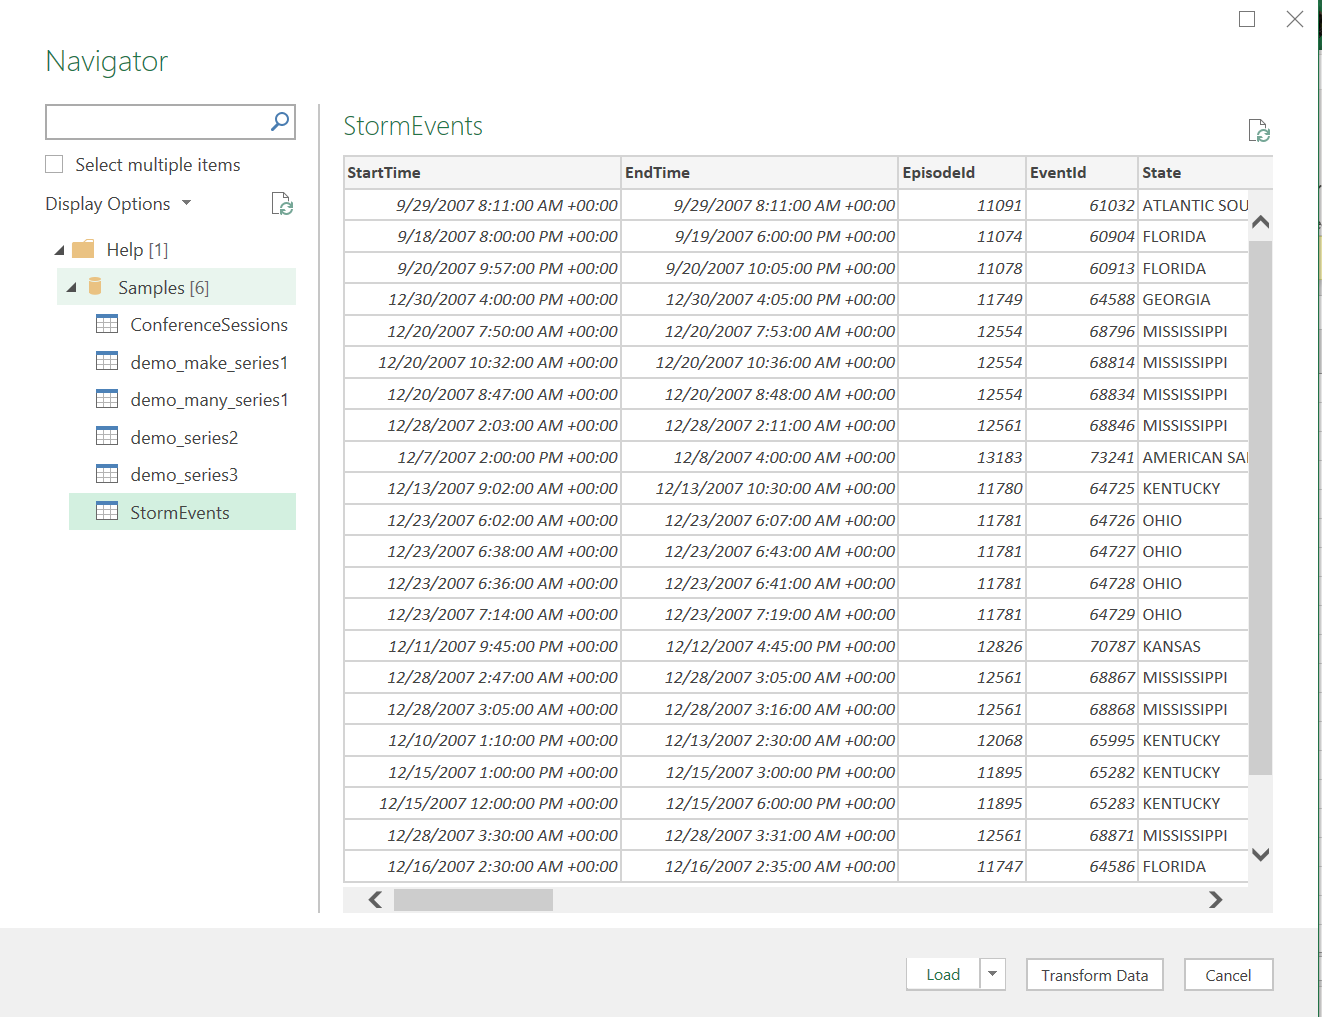 Navigator
Select multiple items
Display Options
Help [1]
Samples [6]
ConferenceSessions
demo_make_series1
demo_many_series1
demo_series2
demo_series3
StormEvents
StormEvents
StartTime EndTime EpisodeId EventId State
9/29/2007 8:11:00 AM +00:00 9/29/2007 8:11:00 AM +00:00 11091 61032 ATLANTIC SOU
9/18/2007 8:00:00 PM +00:00 9/19/2007 6:00:00 PM +00:00 11074 60904 FLORIDA
9/20/2007 9:57:00 PM +00:00 9/20/2007 10:05:00 PM +00:00 11078 60913 FLORIDA
12/30/2007 4:00:00 PM +00:00 12/30/2007 4:05:00 PM +00:00 11749 64588 GEORGIA
12/20/2007 7:50:00 AM +00:00 12/20/2007 7:53:00 AM +00:00 12554 68796 MISSISSIPPI
12/20/2007 10:32:00 AM +00:00 12/20/2007 10:36:00 AM +00:00 12554 68814 MISSISSIPPI
12/20/2007 8:47:00 AM +00:00 12/20/2007 8:48:00 AM +00:00 12554 68834 MISSISSIPPI
12/28/2007 2:03:00 AM +00:00 12/28/2007 2:11:00 AM +00:00 12561 68846 MISSISSIPPI
12/7/2007 2:00:00 PM +00:00 12/8/2007 4:00:00 AM +00:00 13183 73241 AMERICAN SA
12/13/2007 9:02:00 AM +00:00 12/13/2007 10:30:00 AM +00:00 11780 64725 KENTUCKY
12/23/2007 6:02:00 AM +00:00 12/23/2007 6:07:00 AM +00:00 11781 64726 OHIO
12/23/2007 6:38:00 AM +00:00 12/23/2007 6:43:00 AM +00:00 11781 64727 OHIO
12/23/2007 6:36:00 AM +00:00 12/23/2007 6:41:00 AM +00:00 11781 64728 OHIO
12/23/2007 7:14:00 AM +00:00 12/23/2007 7:19:00 AM +00:00 11781 64729 OHIO
12/11/2007 9:45:00 PM +00:00 12/12/2007 4:45:00 PM +00:00 12826 70787 KANSAS
12/28/2007 2:47:00 AM +00:00 12/28/2007 3:05:00 AM +00:00 12561 68867 MISSISSIPPI
12/28/2007 3:05:00 AM +00:00 12/28/2007 3:16:00 AM +00:00 12561 68868 MISSISSIPPI
12/10/2007 1:10:00 PM +00:00 12/13/2007 2:30:00 AM +00:00 12068 65995 KENTUCKY
12/15/2007 1:00:00 PM +00:00 12/15/2007 3:00:00 PM +00:00 11895 65282 KENTUCKY
12/15/2007 12:00:00 PM +00:00 12/15/2007 6:00:00 PM +00:00 11895 65283 KENTUCKY
12/28/2007 3:30:00 AM +00:00 12/28/2007 3:31:00 AM +00:00 12561 68871 MISSISSIPPI
12/16/2007 2:30:00 AM +00:00 12/16/2007 2:35:00 AM +00:00 11747 64586 FLORIDA
Load Transform Data Cancel